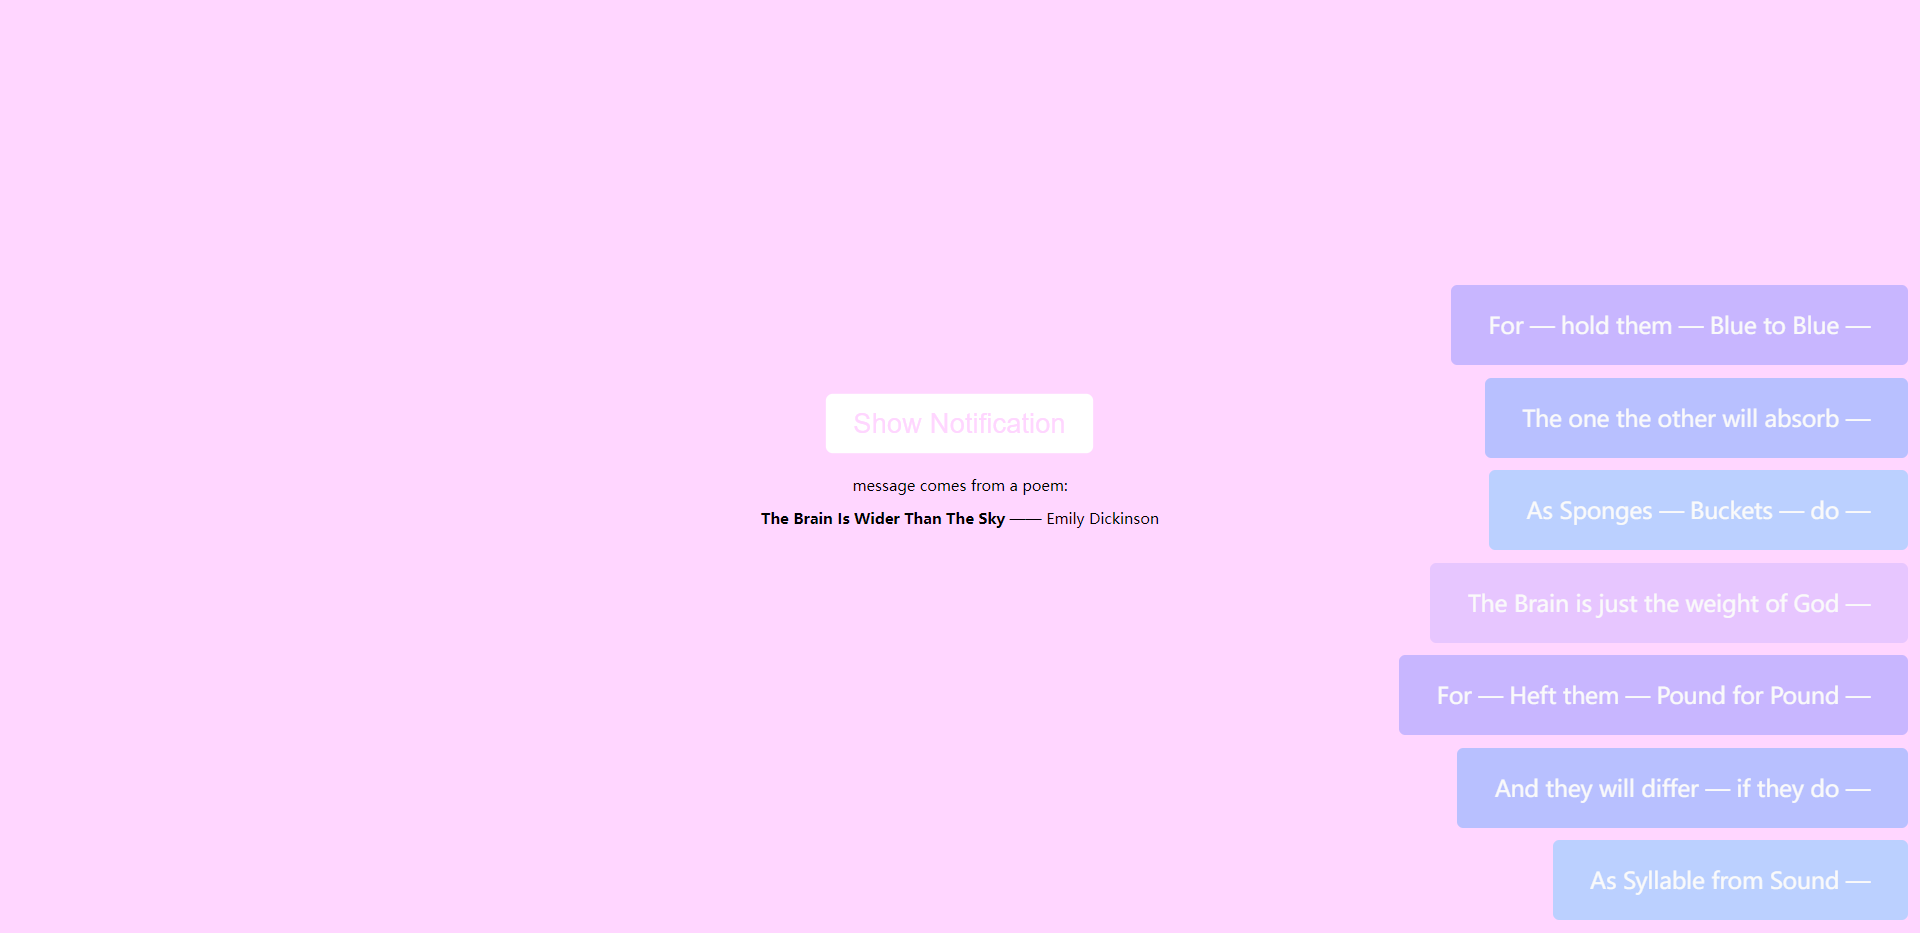 Show Notification
message comes from a poem:
The Brain Is Wider Than The Sky —— Emily Dickinson
For — hold them — Blue to Blue —
The one the other will absorb —
As Sponges — Buckets — do —
The Brain is just the weight of God —
For — Heft them — Pound for Pound —
And they will differ — if they do —
As Syllable from Sound —